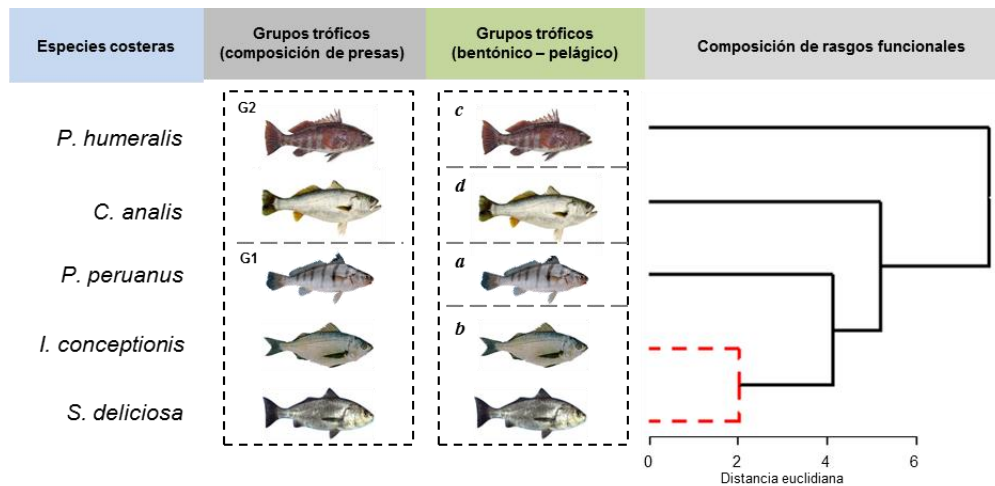 Especies costeras
Grupos tróficos
(composición de presas)
Grupos tróficos
(bentónico – pelágico)
Composición de rasgos funcionales
P. humeralis
C. analis
P. peruanus
I. conceptionis
S. deliciosa
G2
G1
c
d
a
b
0 2 4 6
Distancia euclidiana